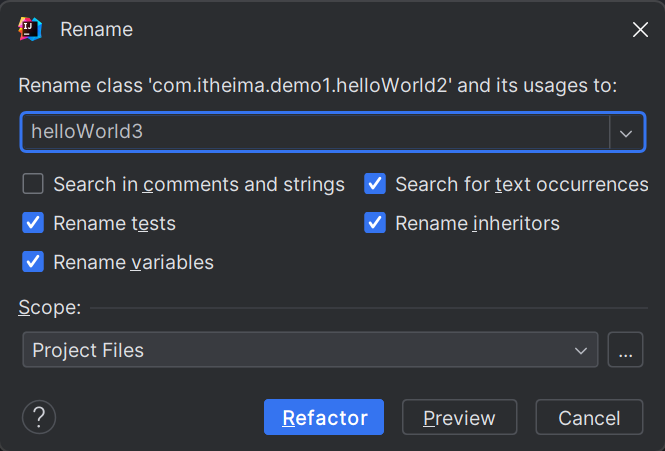 IJ
Rename
Rename class 'com.itheima.demo1.helloWorld2' and its usages to:
helloWorld3
Search in comments and strings
Search for text occurrences
Rename tests
Rename inheritors
Rename variables
Scope:
Project Files
...
?
Refactor
Preview
Cancel